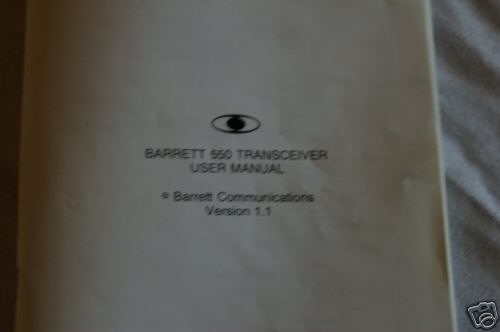 BARRETT 550 TRANSCEIVER
USER MANUAL
© Barrett Communications
Version 1.1